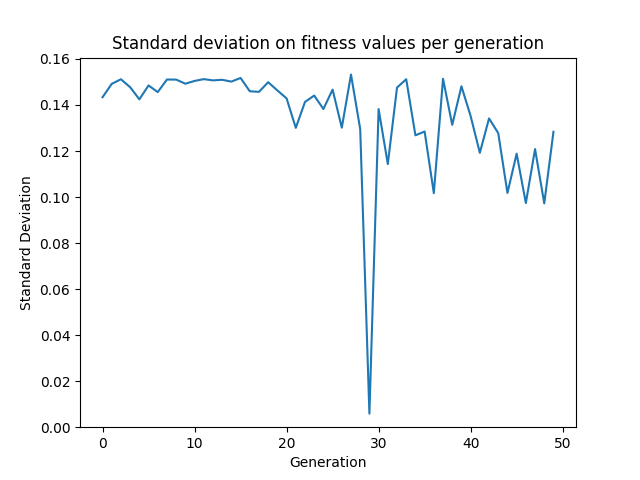 Standard deviation on fitness values per generation
0.16
0.14
0.12
0.10
0.08
0.06
0.04
0.02
0.00
Standard Deviation
0 10 20 30 40 50
Generation